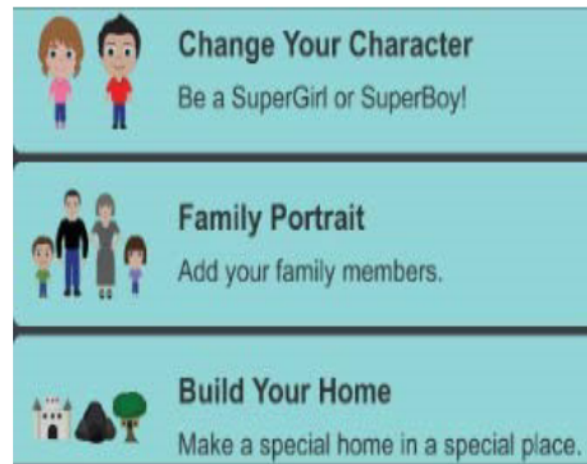 Change Your Character
Be a SuperGirl or SuperBoy!
Family Portrait
Add your family members.
Build Your Home
Make a special home in a special place.